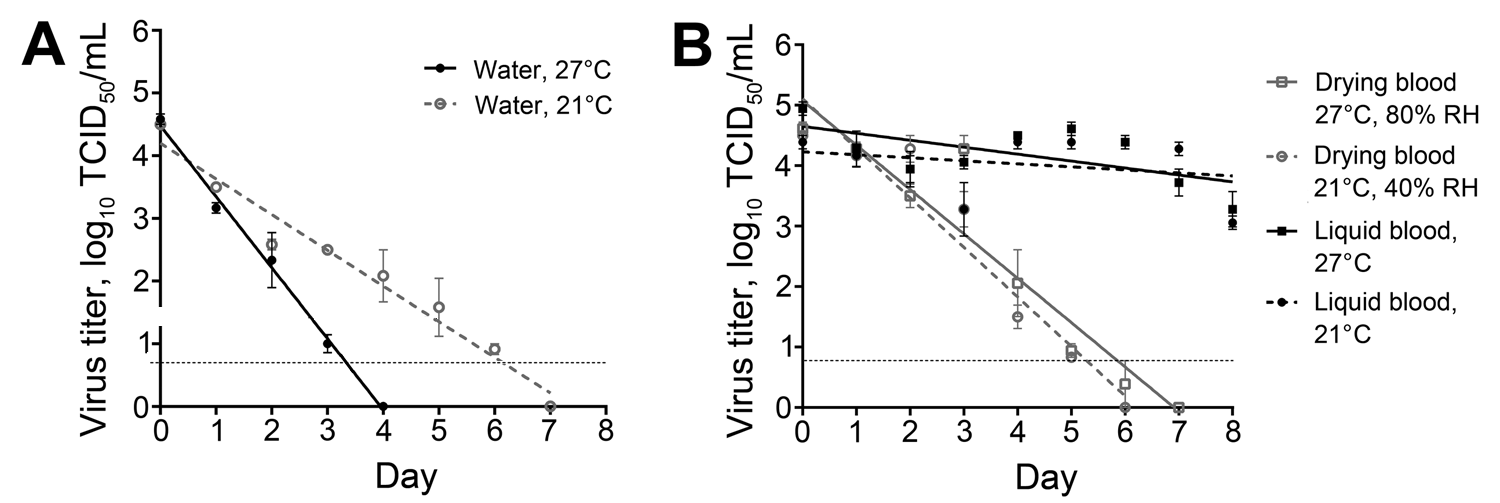 A
Virus titer, log10 TCID50/mL
6
5
4
3
2
1
0
0 1 2 3 4 5 6 7 8
Day
Water, 27°C
Water, 21°C
B
Virus titer, log10 TCID50/mL
6
5
4
3
2
1
0
0 1 2 3 4 5 6 7 8
Day
Drying blood
27°C, 80% RH
Drying blood
21°C, 40% RH
Liquid blood,
27°C
Liquid blood,
21°C